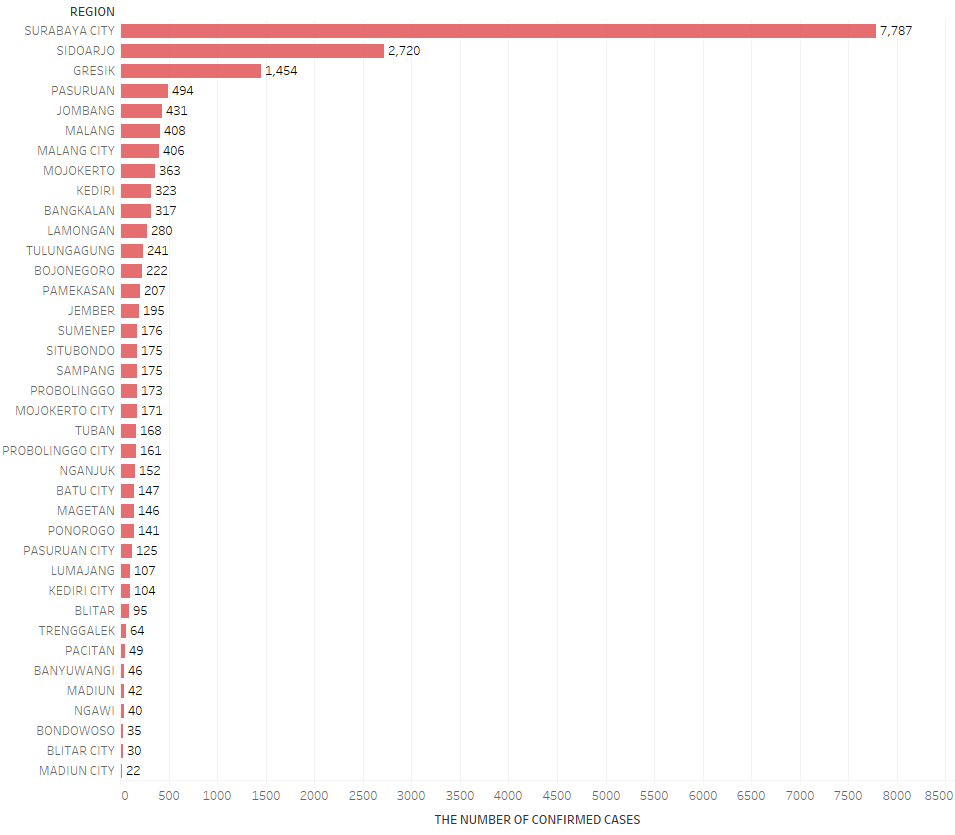 REGION
SURABAYA CITY 7,787
SIDOARJO 2,720
GRESIK 1,454
PASURUAN 494
JOMBANG 431
MALANG 408
MALANG CITY 406
MOJOKERTO 363
KEDIRI 323
BANGKALAN 317
LAMONGAN 280
TULUNGAGUNG 241
BOJONEGORO 222
PAMEKASAN 207
JEMBER 195
SUMENEP 176
SITUBONDO 175
SAMPANG 175
PROBOLINGGO 173
MOJOKERTO CITY 171
TUBAN 168
PROBOLINGGO CITY 161
NGANJUK 152
BATU CITY 147
MAGETAN 146
PONOROGO 141
PASURUAN CITY 125
LUMAJANG 107
KEDIRI CITY 104
BLITAR 95
TRENGGALEK 64
PACITAN 49
BANYUWANGI 46
MADIUN 42
NGAWI 40
BONDOWOSO 35
BLITAR CITY 30
MADIUN CITY 22
0 500 1000 1500 2000 2500 3000 3500 4000 4500 5000 5500 6000 6500 7000 7500 8000 8500
THE NUMBER OF CONFIRMED CASES